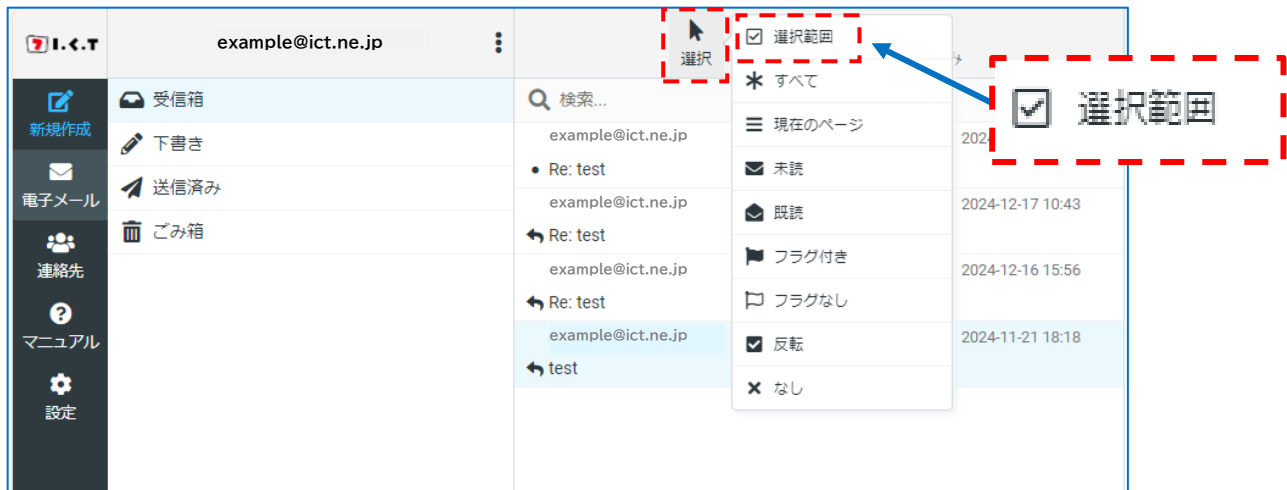 I.C.T
example@ict.ne.jp
選択
新規作成
電子メール
連絡先
マニュアル
設定
受信箱
下書き
送信済み
ごみ箱
検索...
example@ict.ne.jp
Re: test
example@ict.ne.jp 2024-12-17 10:43
Re: test
example@ict.ne.jp 2024-12-16 15:56
Re: test
example@ict.ne.jp 2024-11-21 18:18
test
選択範囲
すべて
現在のページ
未読
既読
フラグ付き
フラグなし
反転
なし
選択範囲